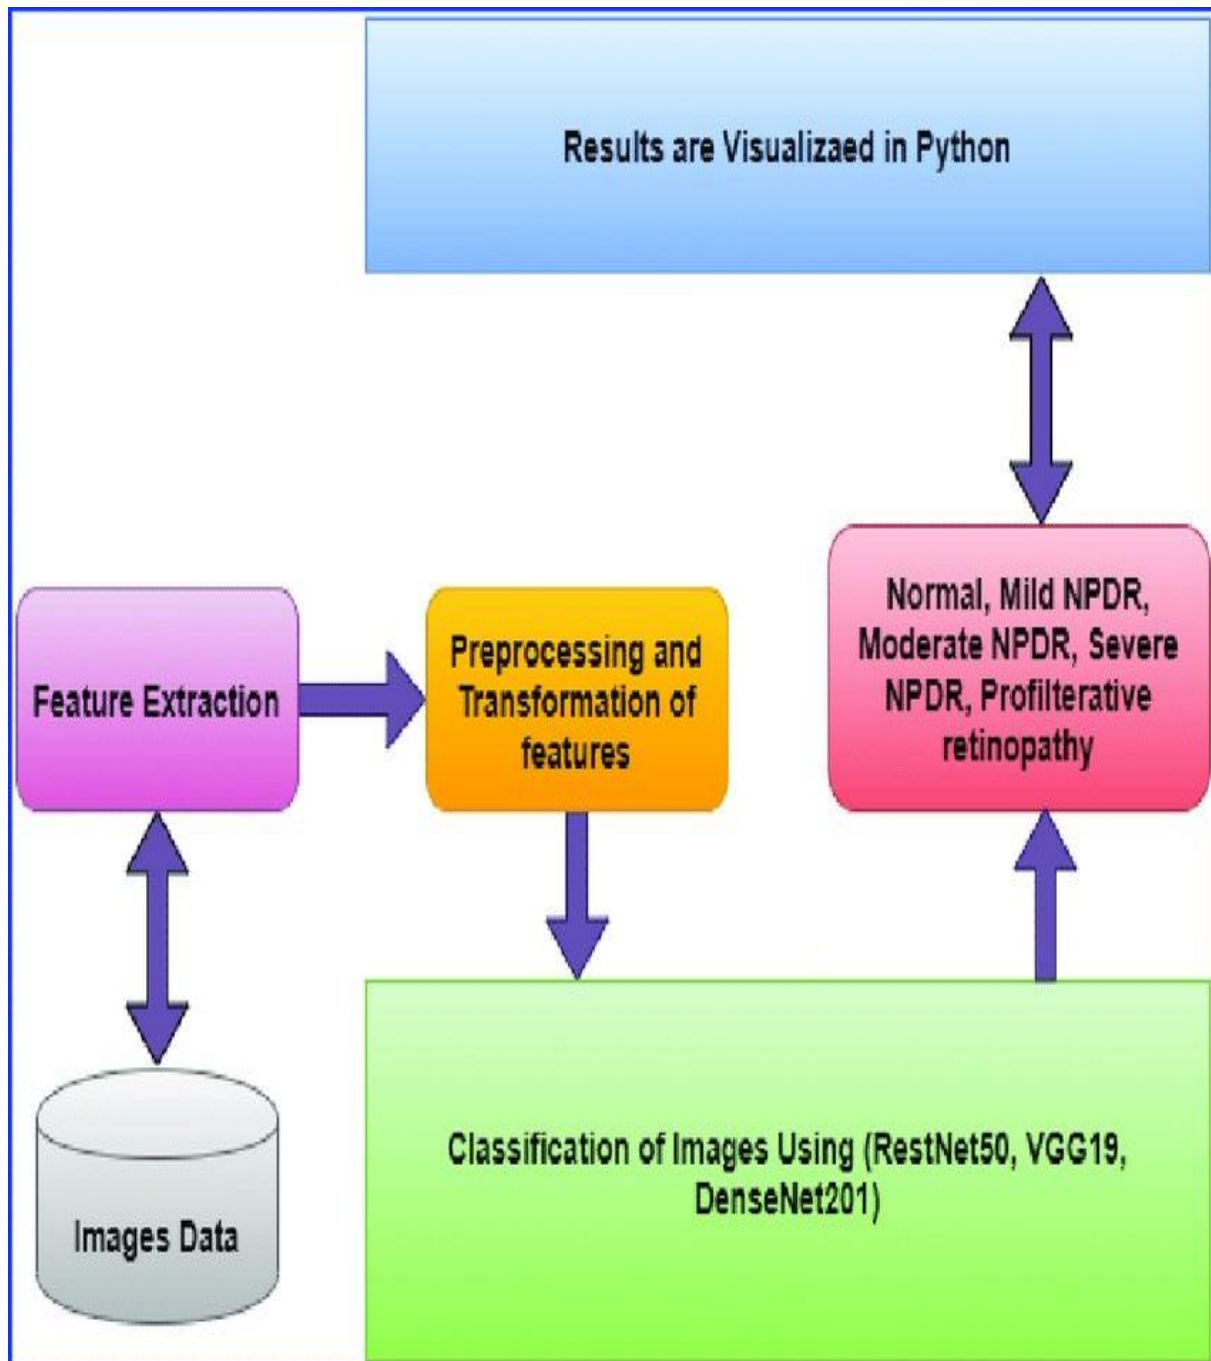 Results are Visualizaed in Python
Feature Extraction
Preprocessing and
Transformation of
features
Normal, Mild NPDR,
Moderate NPDR, Severe
NPDR, Profilterative
retinopathy
Images Data
Classification of Images Using (RestNet50, VGG19,
DenseNet201)